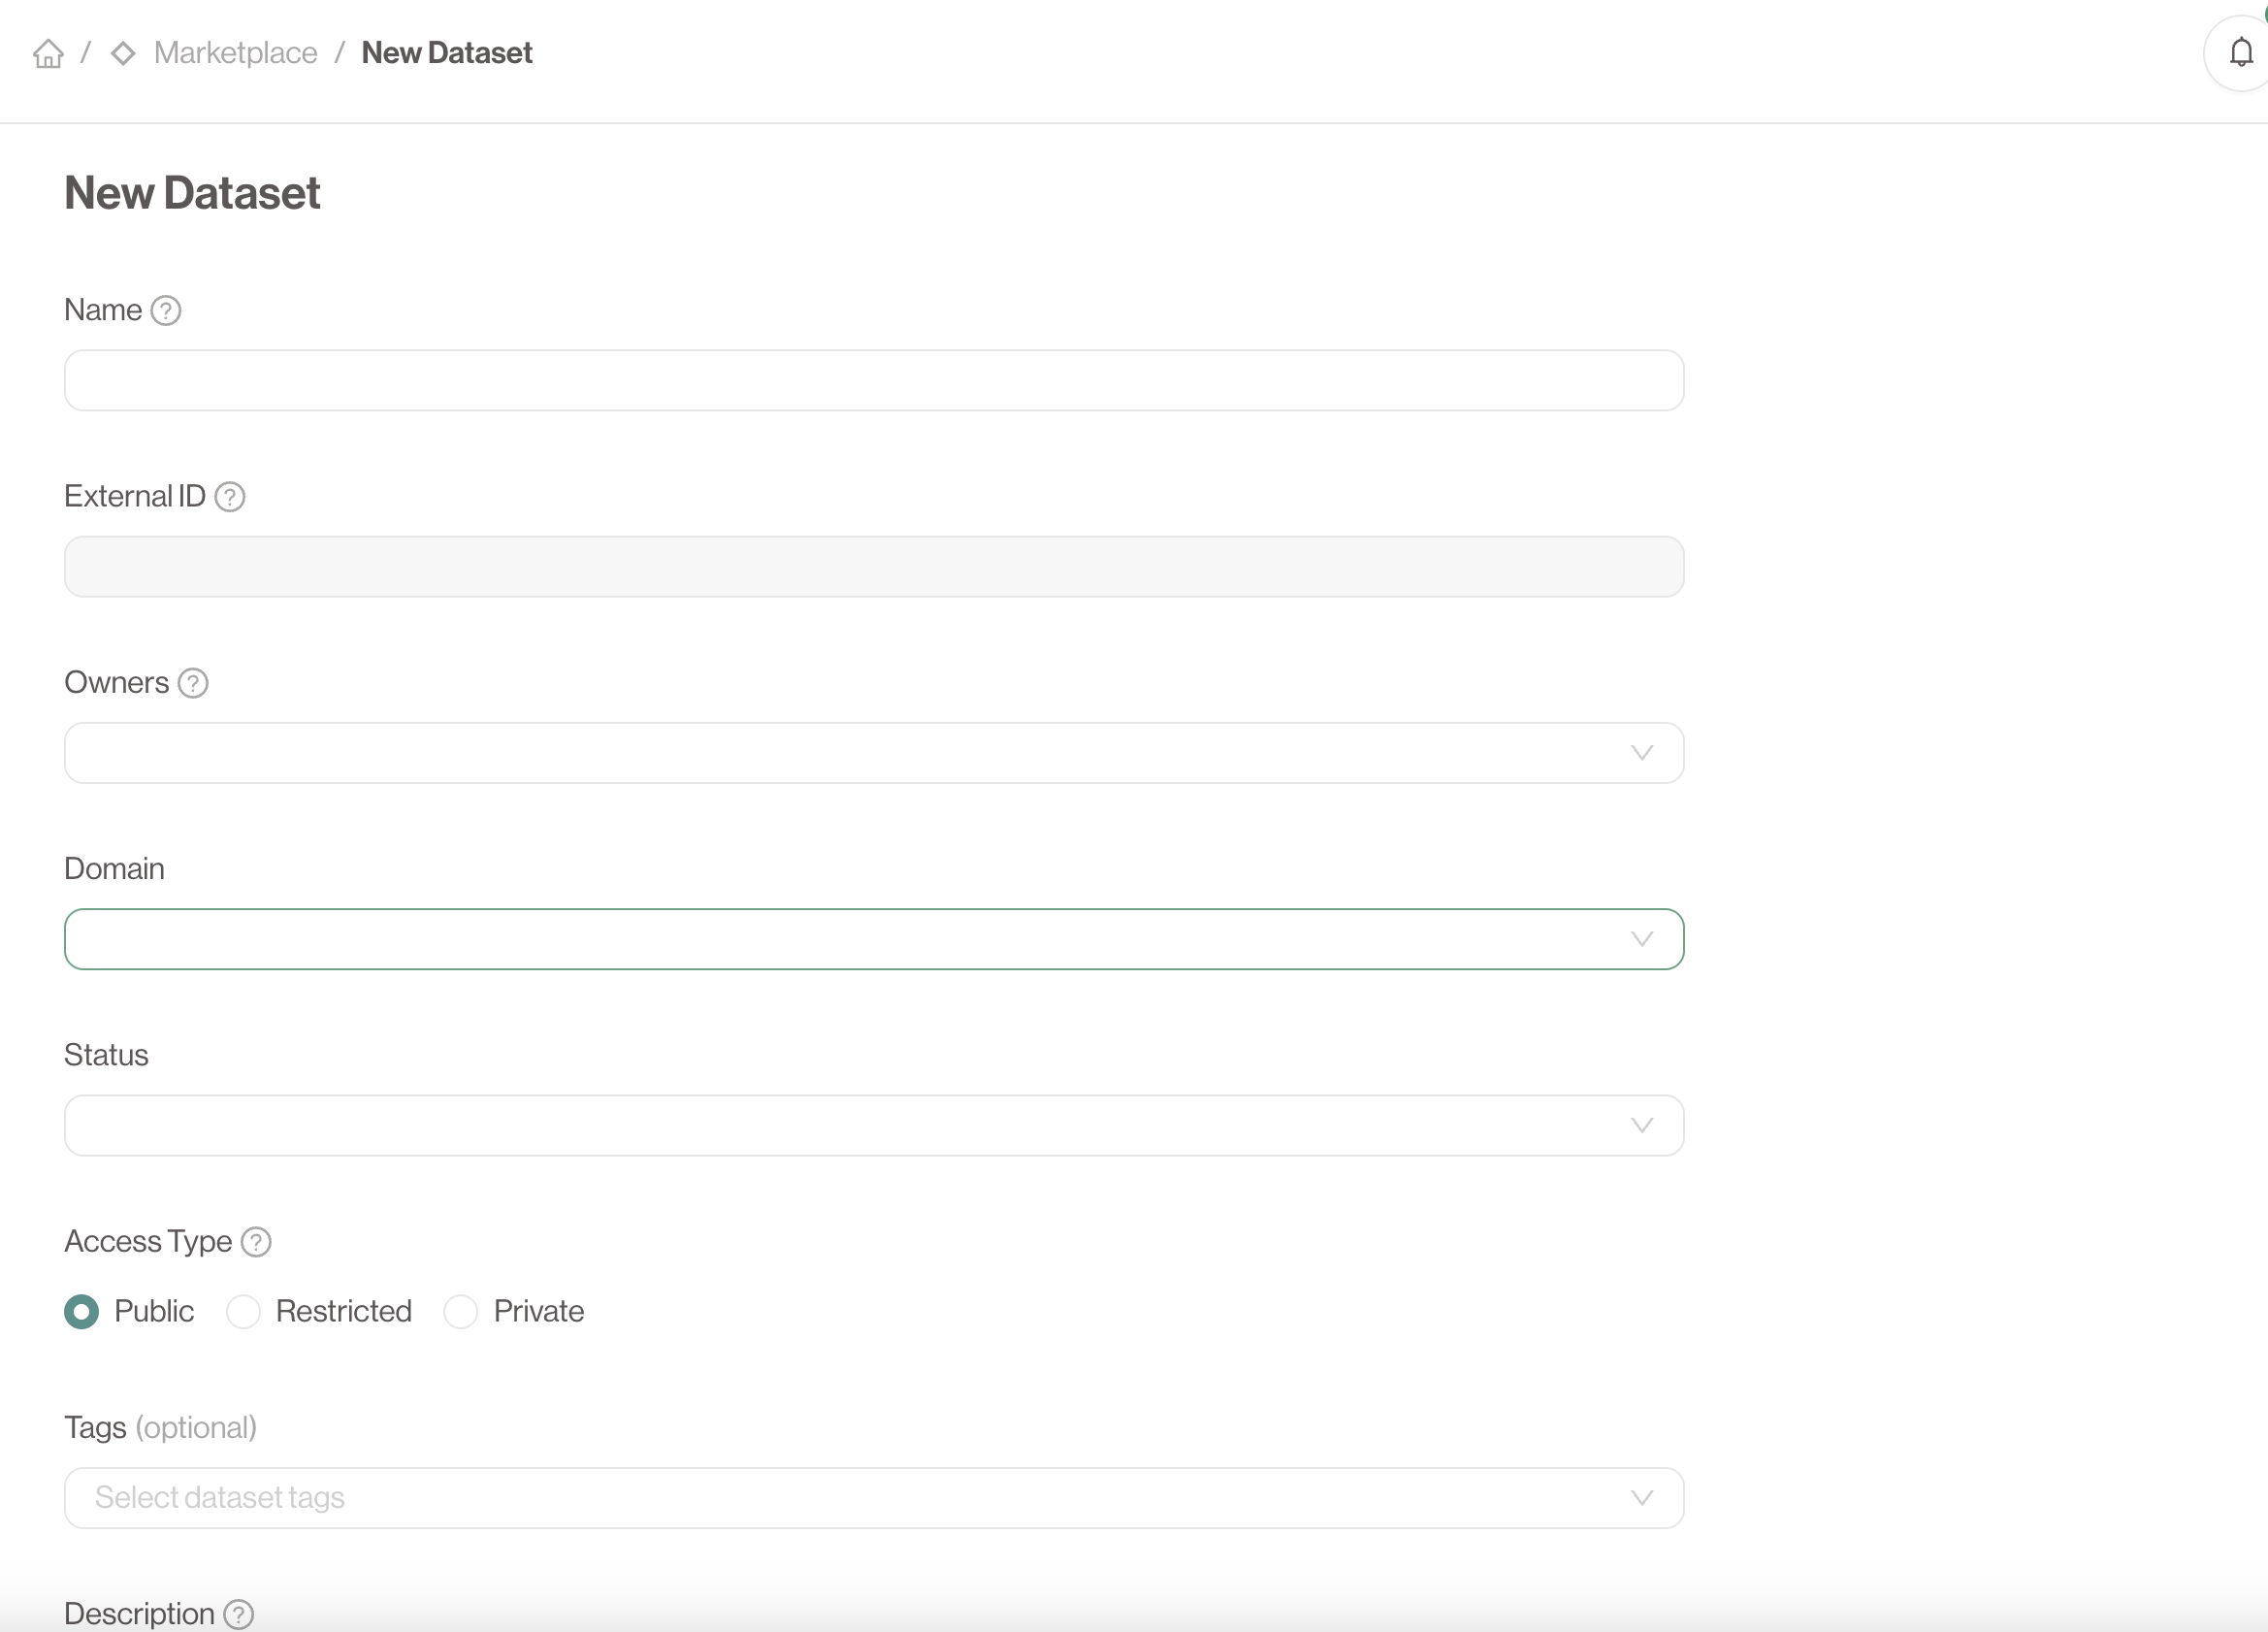 / Marketplace / New Dataset
New Dataset
Name ?
External ID ?
Owners ?
Domain
Status
Access Type ?
Public Restricted Private
Tags (optional)
Select dataset tags
Description ?